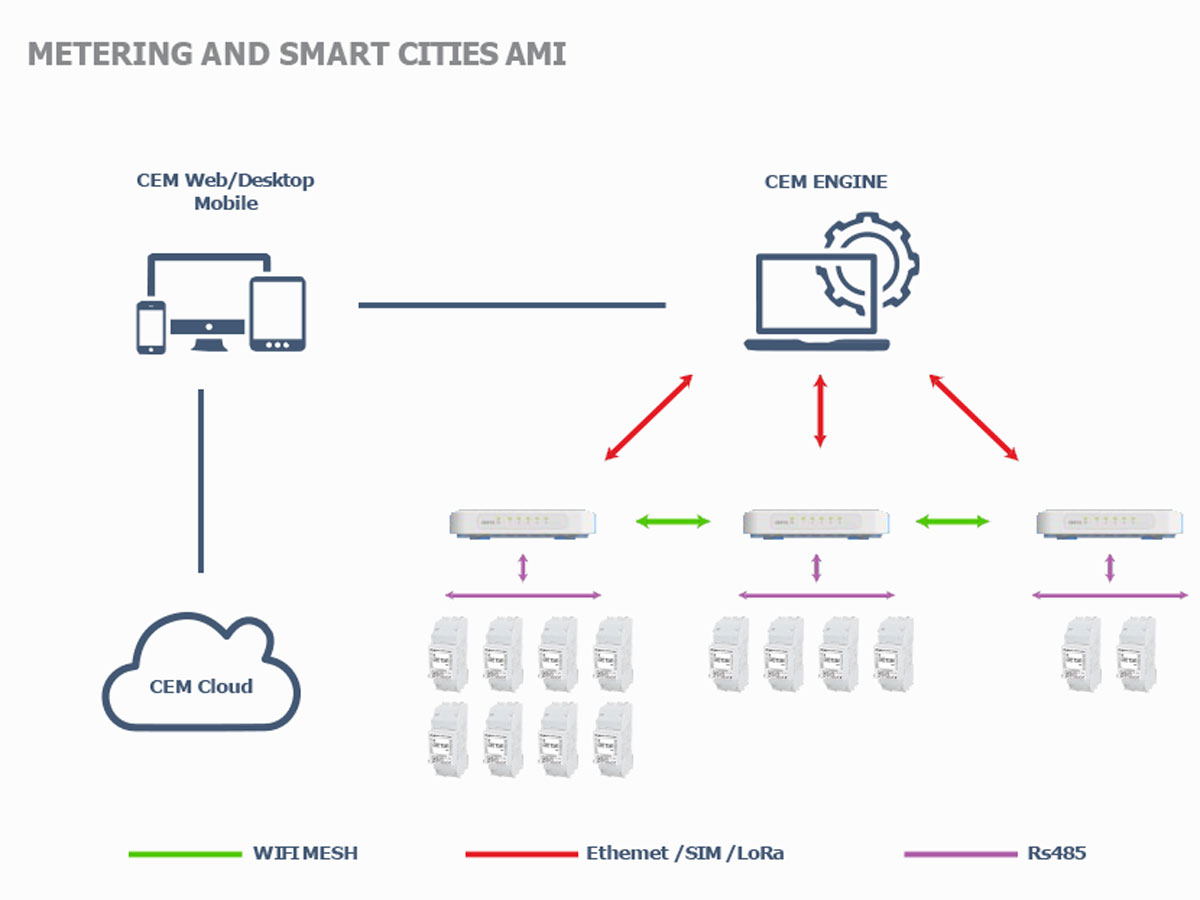 METERING AND SMART CITIES AMI
CEM Web/Desktop
Mobile
CEM ENGINE
CEM Cloud
WIFI MESH
Ethemet /SIM /LoRa
Rs485